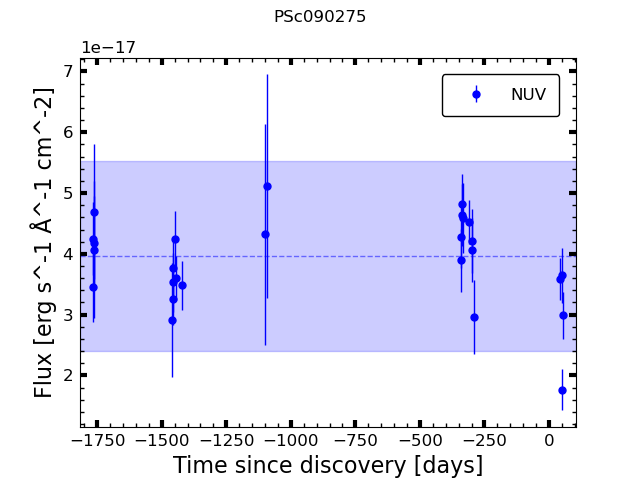 PSc090275
1e−17
Flux [erg s^-1 Å^-1 cm^-2]
7
6
5
4
3
2
NUV
−1750 −1500 −1250 −1000 −750 −500 −250 0
Time since discovery [days]